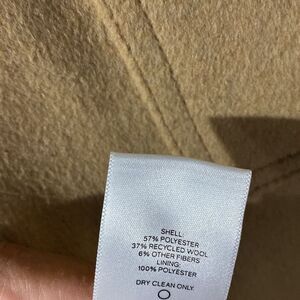 SHELL:
57% POLYESTER
37% RECYCLED WOOL
6% OTHER FIBERS
LINING:
100% POLYESTER
DRY CLEAN ONLY